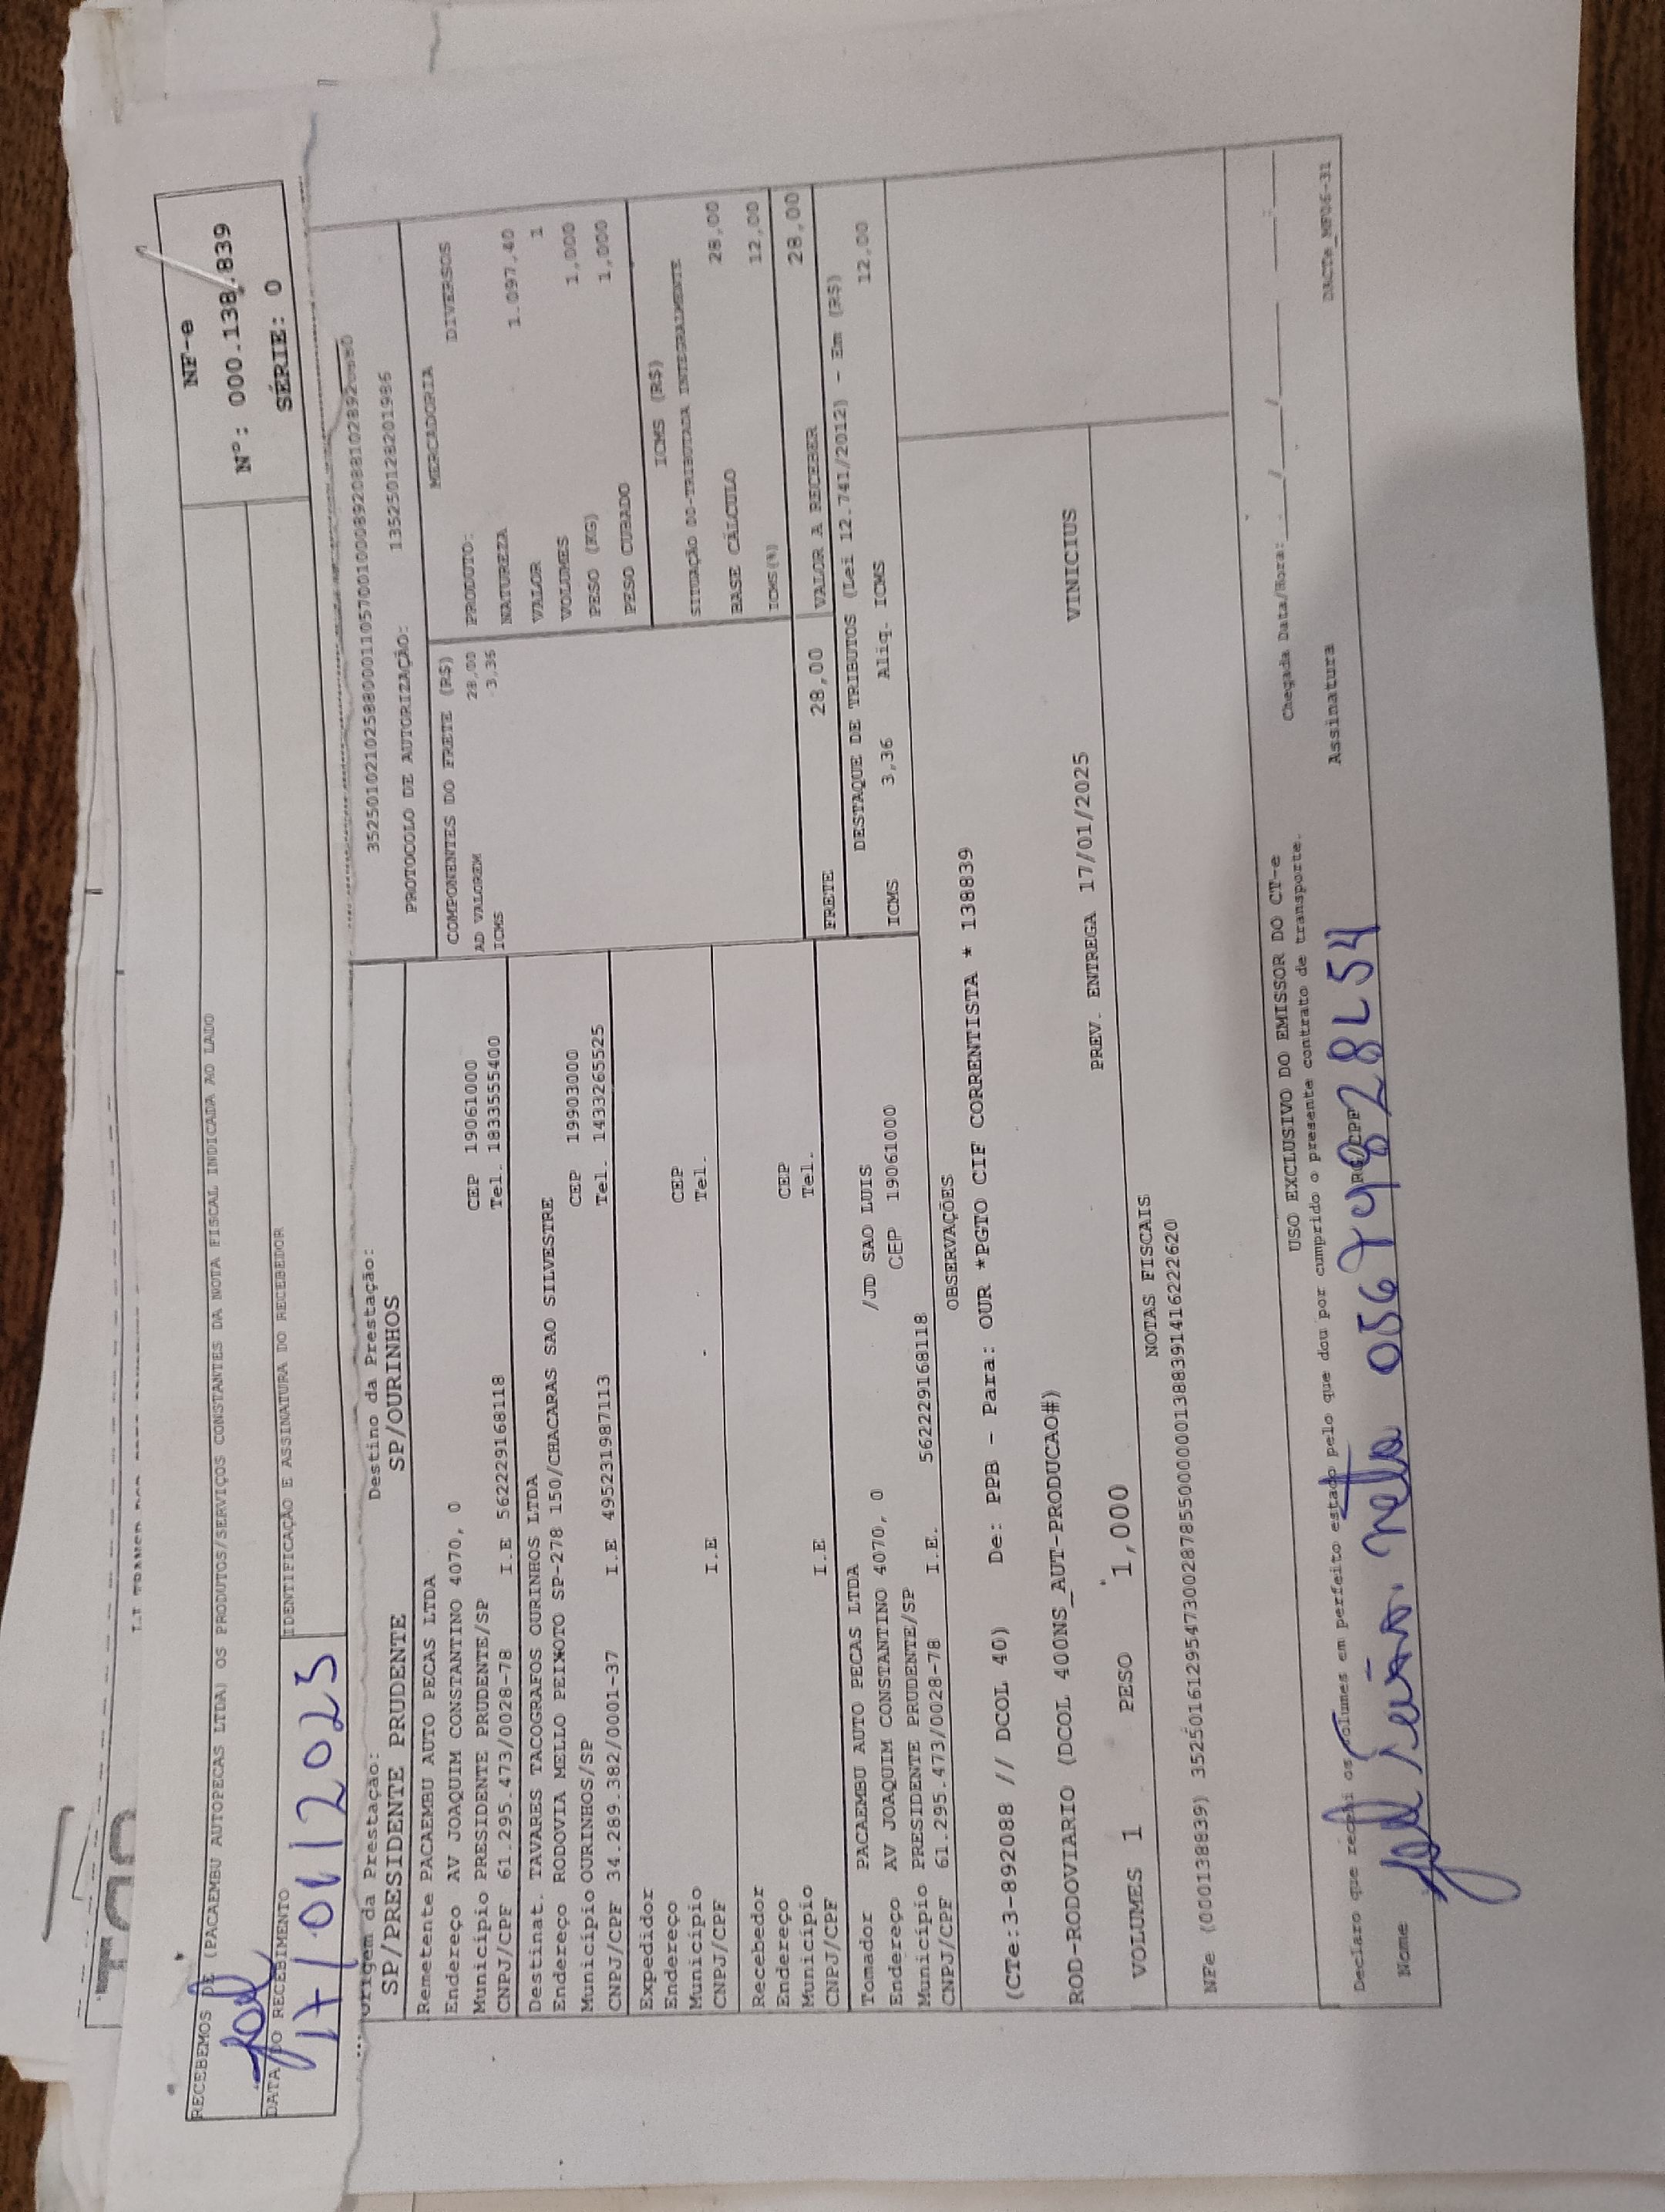 RECEBEMOS DE (PACAEMBU AUTOPECAS LTDA) OS PRODUTOS/SERVIÇOS CONSTANTES DA NOTA FISCAL INDICADA AO LADO
NF-e
Nº: 000.138.839
SÉRIE: 0
DATA DO RECEBIMENTO
IDENTIFICAÇÃO E ASSINATURA DO RECEBEDOR
17/01/2025
Origem da Prestação:
SP/PRESIDENTE PRUDENTE
Destino da Prestação:
SP/OURINHOS
PROTOCOLO DE AUTORIZAÇÃO: 135250128201986
Remetente PACAEMBU AUTO PECAS LTDA
Endereço AV JOAQUIM CONSTANTINO 4070, 0
Município PRESIDENTE PRUDENTE/SP CEP 19061000
CNPJ/CPF 61.295.473/0028-78 I.E 562229168118 Tel. 1833555400
Destinat. TAVARES TACOGRAFOS OURINHOS LTDA
Endereço RODOVIA MELLO PEIXOTO SP-278 150/CHACARAS SAO SILVESTRE
Município OURINHOS/SP CEP 19903000
CNPJ/CPF 34.289.382/0001-37 I.E 495231987113 Tel. 1433265525
Expedidor
Endereço
Município CEP
CNPJ/CPF I.E Tel.
Recebedor
Endereço
Município CEP
CNPJ/CPF I.E Tel.
Tomador PACAEMBU AUTO PECAS LTDA
Endereço AV JOAQUIM CONSTANTINO 4070, 0 /JD SAO LUIS
Município PRESIDENTE PRUDENTE/SP CEP 19061000
CNPJ/CPF 61.295.473/0028-78 I.E. 562229168118
COMPONENTES DO FRETE (R$)
AD VALOREM 28,00
ICMS 3,36
MERCADORIA
PRODUTO: DIVERSOS
NATUREZA
VALOR 1.097,40
VOLUMES 1
PESO (KG) 1,000
PESO CUBADO 1,000
ICMS (R$)
SITUAÇÃO 00-TRIBUTADA INTEGRALMENTE
BASE CÁLCULO 28,00
ICMS(%) 12,00
FRETE 28,00 VALOR A RECEBER 28,00
DESTAQUE DE TRIBUTOS (Lei 12.741/2012) - Em (R$)
ICMS 3,36 Aliq. ICMS 12,00
OBSERVAÇÕES
(CTe:3-892088 // DCOL 40) De: PPB - Para: OUR *PGTO CIF CORRENTISTA * 138839
ROD-RODOVIARIO (DCOL 400NS_AUT-PRODUCAO#)
PREV. ENTREGA 17/01/2025 VINICIUS
VOLUMES 1 PESO 1,000
NOTAS FISCAIS
NFe (000138839) 35250161295473002878550000001388391416222620
USO EXCLUSIVO DO EMISSOR DO CT-e
Declaro que recebi os volumes em perfeito estado pelo que dou por cumprido o presente contrato de transporte.
Chegada Data/Hora: / /
Nome
RG/CPF
Assinatura
DACTe_MF06-31